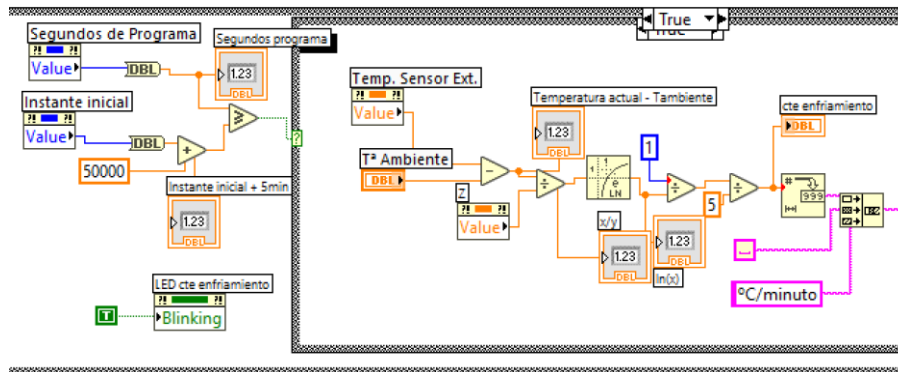 True
True
Segundos de Programa
Value
DBL
Segundos programa
1.23
DBL
Instante inicial
Value
DBL
50000
Instante inicial + 5min
1.23
DBL
LED cte enfriamiento
Blinking
T
?
Temp. Sensor Ext.
Value
Tª Ambiente
DBL
Z
Value
Temperatura actual - Tambiente
1.23
DBL
e
LN
x/y
1.23
DBL
1
ln(x)
1.23
DBL
5
cte enfriamiento
DBL
#
999
ºC/minuto